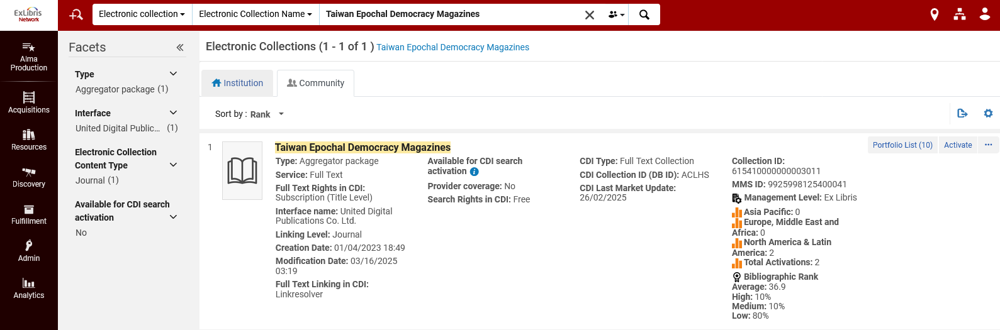 ExLibris
Network
Electronic collection
Electronic Collection Name
Taiwan Epochal Democracy Magazines
Alma
Production
Acquisitions
Resources
Discovery
Fulfillment
Admin
Analytics
Facets
Type
Aggregator package (1)
Interface
United Digital Public... (1)
Electronic Collection
Content Type
Journal (1)
Available for CDI search
activation
No
Electronic Collections (1 - 1 of 1 ) Taiwan Epochal Democracy Magazines
Institution
Community
Sort by : Rank
1
Taiwan Epochal Democracy Magazines
Portfolio List (10)
Activate
Type: Aggregator package
Service: Full Text
Full Text Rights in CDI:
Subscription (Title Level)
Interface name: United Digital
Publications Co. Ltd.
Linking Level: Journal
Creation Date: 01/04/2023 18:49
Modification Date: 03/16/2025
03:19
Full Text Linking in CDI:
Linkresolver
Available for CDI search
activation
Provider coverage: No
Search Rights in CDI: Free
CDI Type: Full Text Collection
CDI Collection ID (DB ID): ACLHS
CDI Last Market Update:
26/02/2025
Collection ID:
615410000000003011
MMS ID: 9925998125400041
Management Level: Ex Libris
Asia Pacific: 0
Europe, Middle East and
Africa: 0
North America & Latin
America: 2
Total Activations: 2
Bibliographic Rank
Average: 36.9
High: 10%
Medium: 10%
Low: 80%